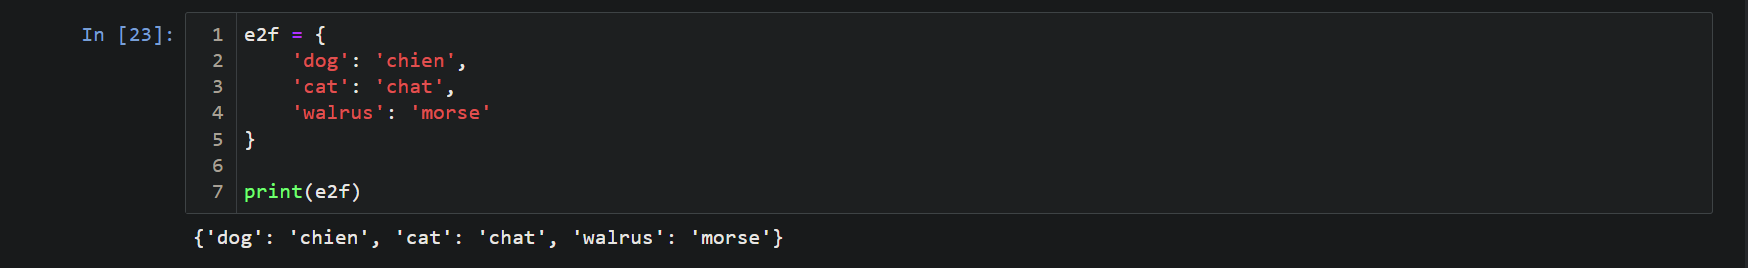 In [23]:
1 e2f = {
2     'dog': 'chien',
3     'cat': 'chat',
4     'walrus': 'morse'
5 }
6
7 print(e2f)
{'dog': 'chien', 'cat': 'chat', 'walrus': 'morse'}